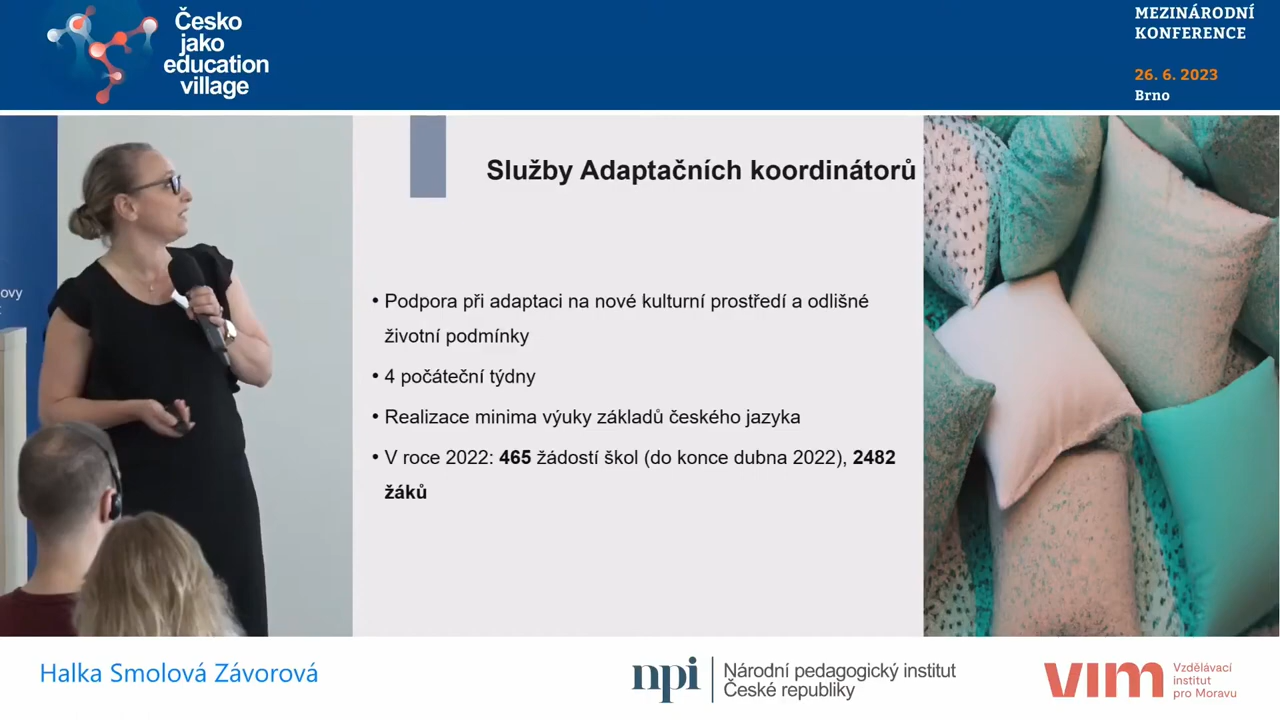 Česko
jako
education
village
MEZINÁRODNÍ
KONFERENCE
26. 6. 2023
Brno
Služby Adaptačních koordinátorů
• Podpora při adaptaci na nové kulturní prostředí a odlišné
životní podmínky
• 4 počáteční týdny
• Realizace minima výuky základů českého jazyka
• V roce 2022: 465 žádostí škol (do konce dubna 2022), 2482
žáků
ovy
Halka Smolová Závorová
npi
Národní pedagogický institut
České republiky
vim
Vzdělávací
institut
pro Moravu